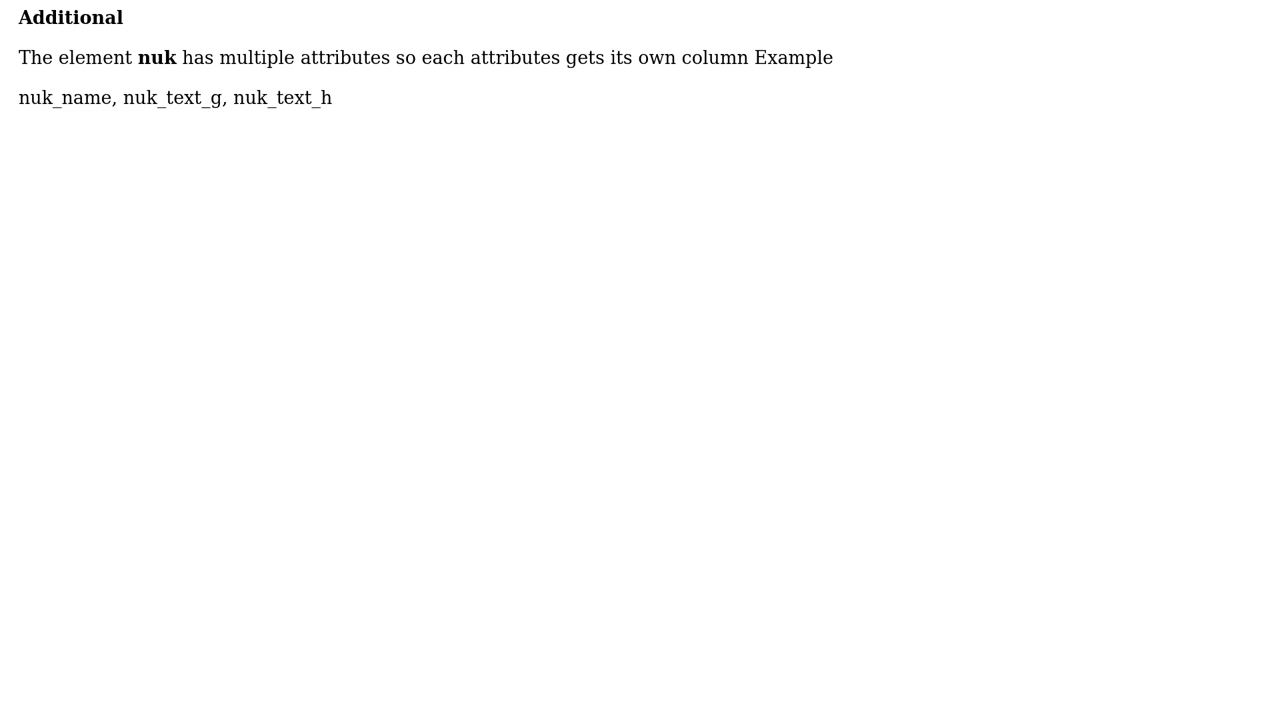 Additional
The element nuk has multiple attributes so each attributes gets its own column Example
nuk_name, nuk_text_g, nuk_text_h